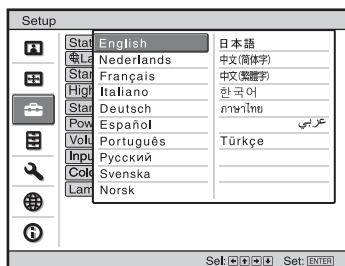 Setup
Stat
La
Star
High
Star
Pow
Volu
Inpu
Colo
Lam
English
Nederlands
Français
Italiano
Deutsch
Español
Português
Русский
Svenska
Norsk
日本語
中文(简体字)
中文(繁體字)
한국어
ภาษาไทย
عربي
Türkçe
Sel: Set: ENTER